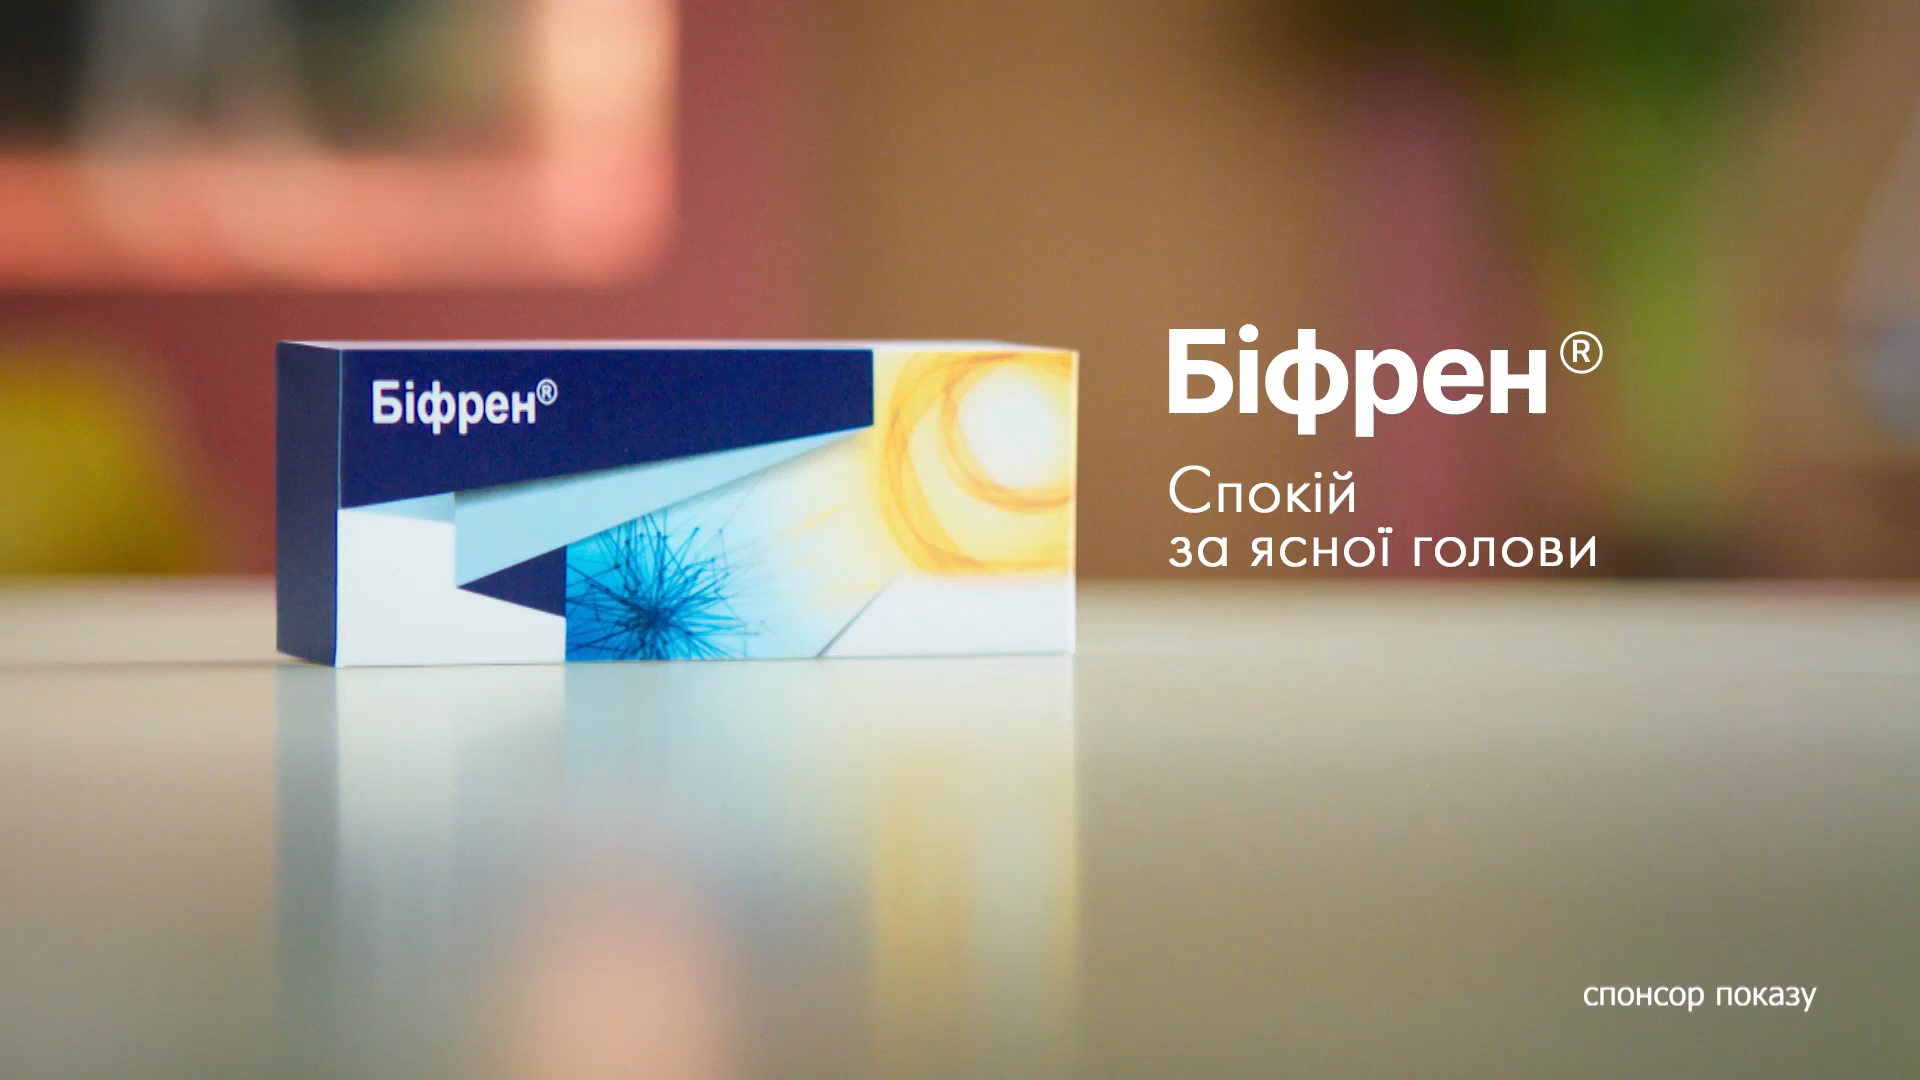 Біфрен®
Біфрен®
Спокій
за ясної голови
спонсор показу